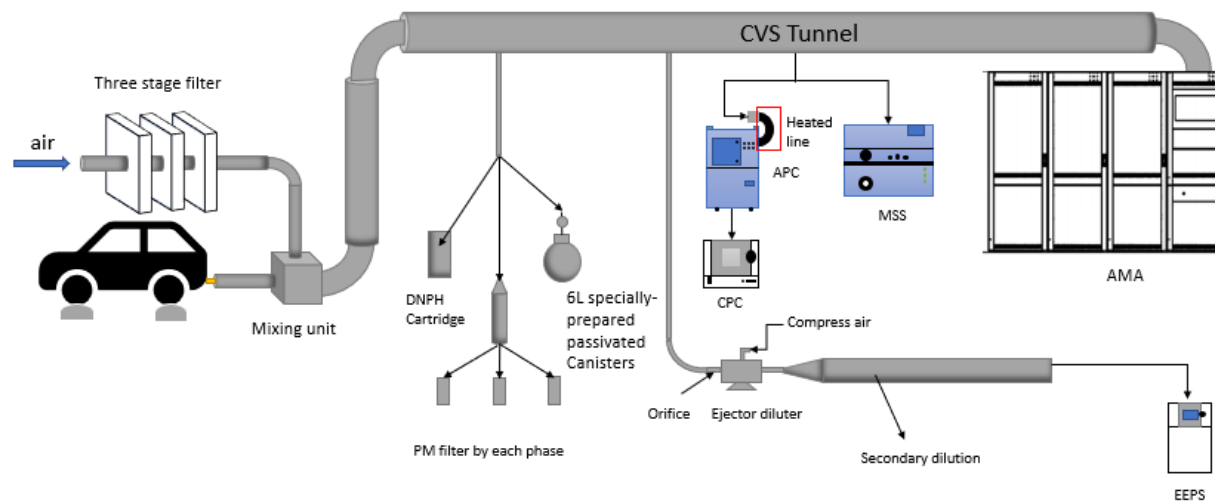 CVS Tunnel
Three stage filter
air
Heated
line
APC
MSS
AMA
DNPH
Cartridge
6L specially-
prepared
passivated
Canisters
CPC
Mixing unit
Compress air
Orifice
Ejector diluter
PM filter by each phase
Secondary dilution
EEPS